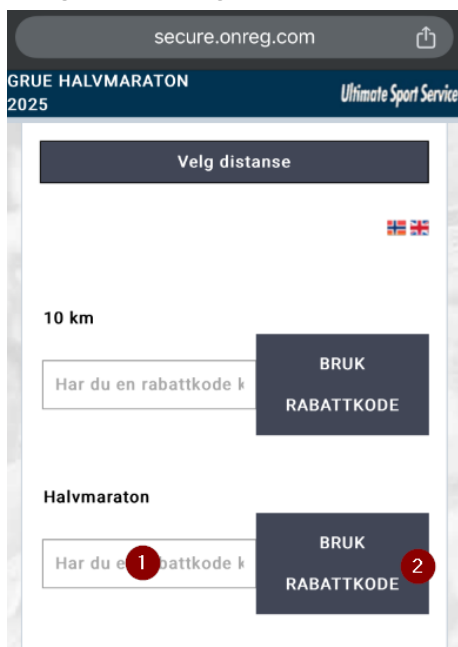 secure.onreg.com
GRUE HALVMARATON
2025
Ultimate Sport Service
Velg distanse
10 km
Har du en rabattkode k
BRUK
RABATTKODE
Halvmaraton
Har du e 1 battkode k
BRUK
RABATTKODE
2